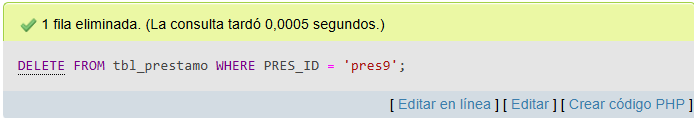 1 fila eliminada. (La consulta tardó 0,0005 segundos.)
DELETE FROM tbl_prestamo WHERE PRES_ID = 'pres9';
[ Editar en línea ] [ Editar ] [ Crear código PHP ]